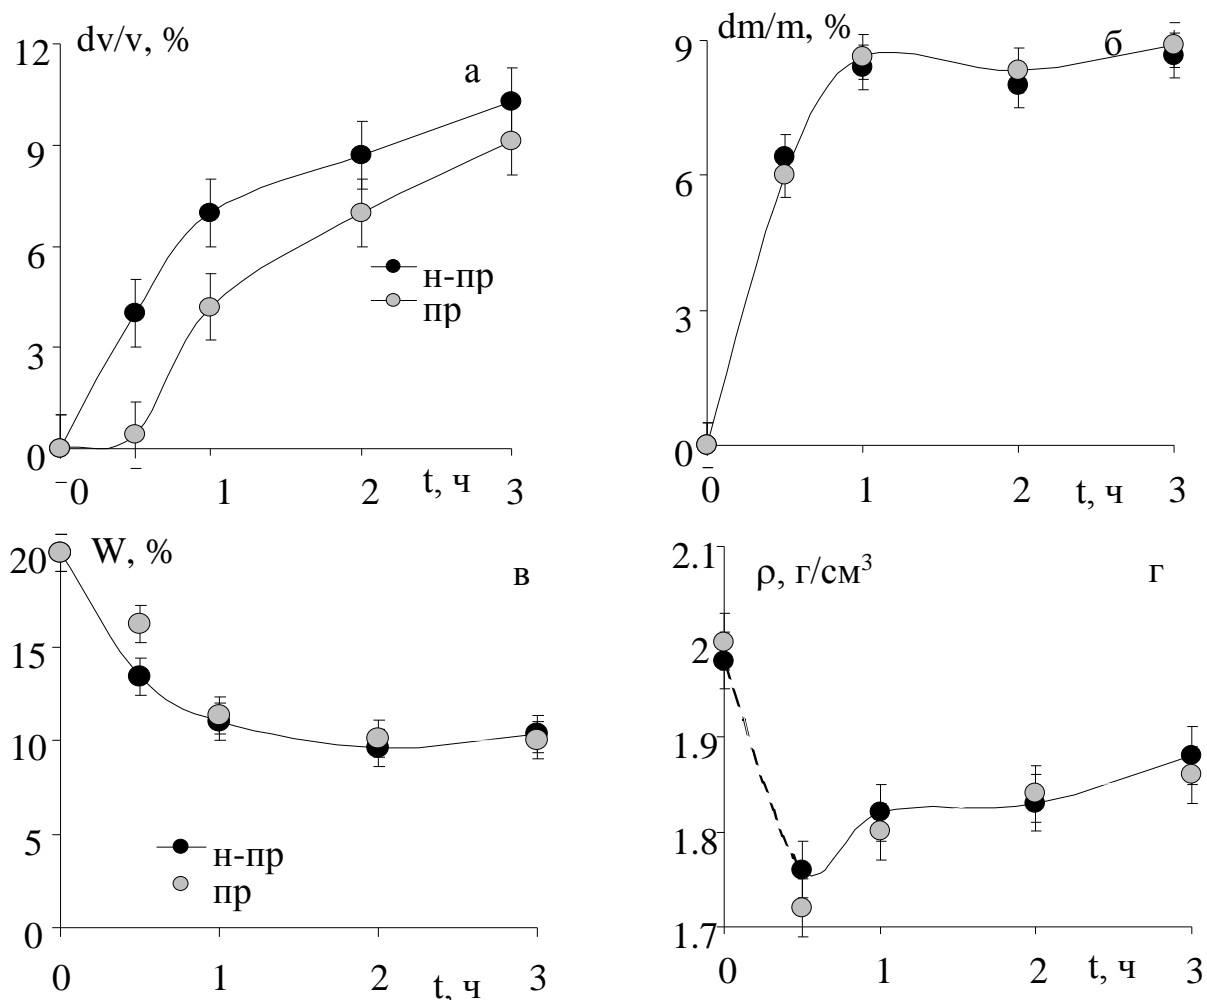 dv/v, %
а
12
9
6
3
0
0
1
2
t, ч
3
н-пр
пр
dm/m, %
б
9
6
3
0
0
1
2
t, ч
3
W, %
в
20
15
10
5
0
0
1
2
t, ч
3
н-пр
пр
ρ, г/см³
г
2.1
2
1.9
1.8
1.7
0
1
2
t, ч
3